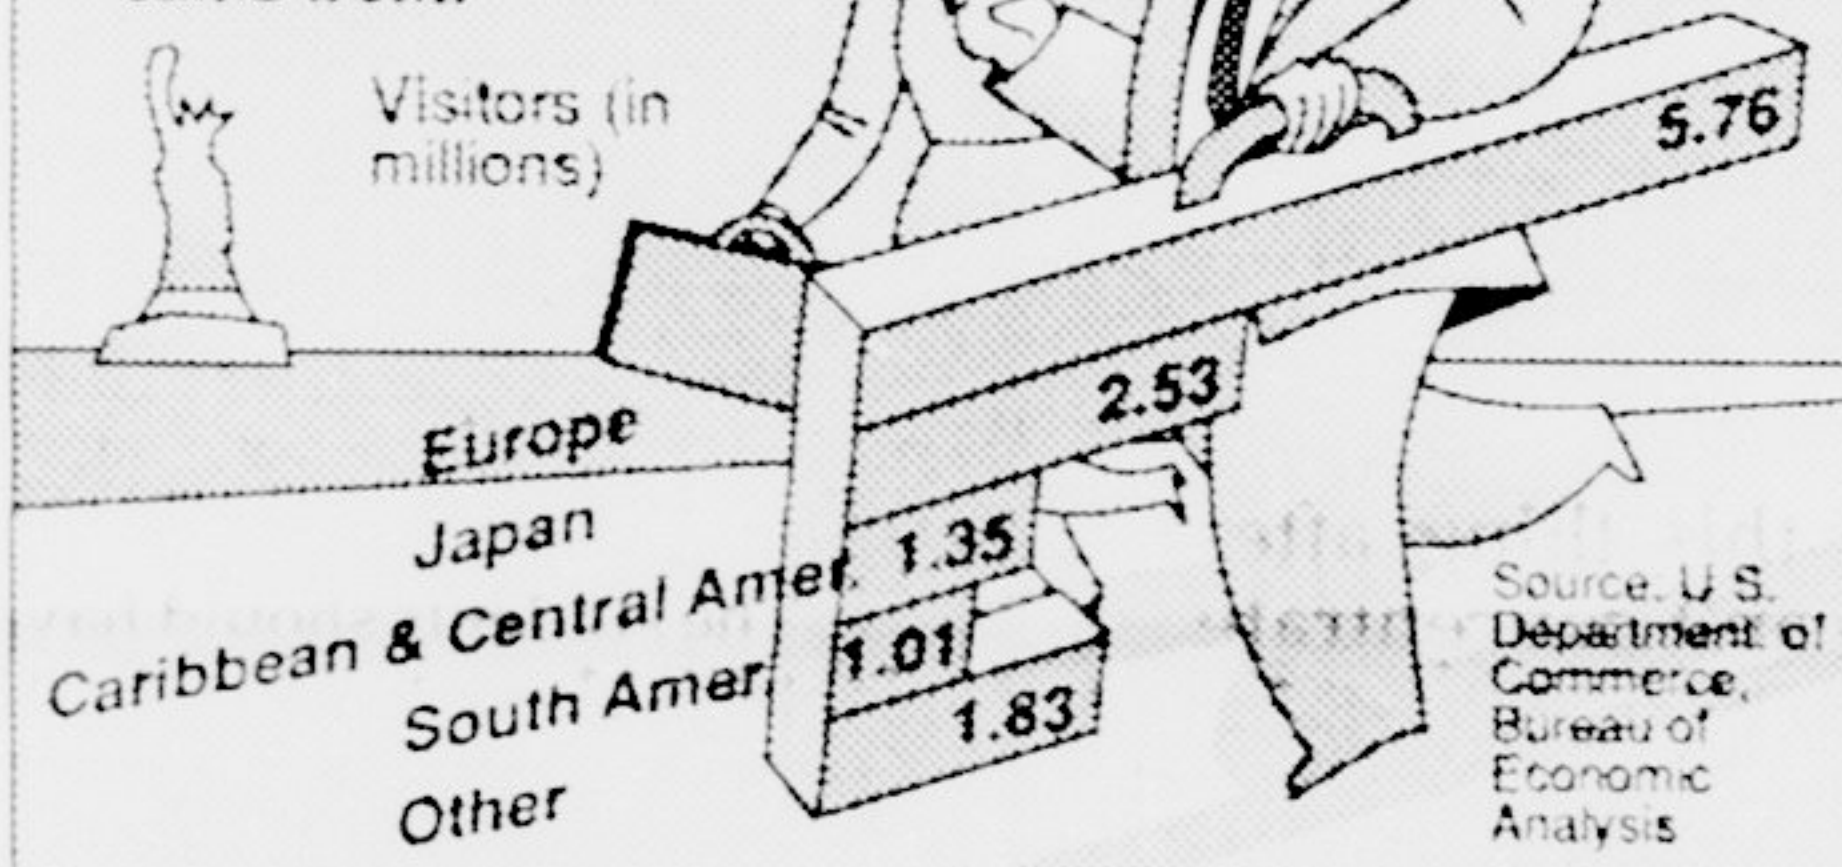 Visitors (in
millions)
5.76
2.53
Europe
Japan
1.35
Caribbean & Central Amer.
1.01
South Amer.
1.83
Other
Source. U.S.
Department of
Commerce,
Bureau of
Economic
Analysis